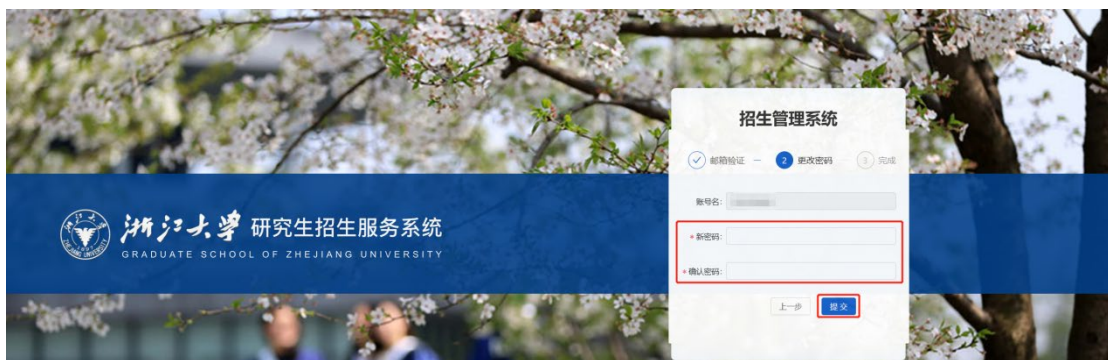 招生管理系统
邮箱验证 2 更改密码 3 完成
账号名:
* 新密码:
* 确认密码:
上一步 提交
浙江大学 研究生招生服务系统
GRADUATE SCHOOL OF ZHEJIANG UNIVERSITY